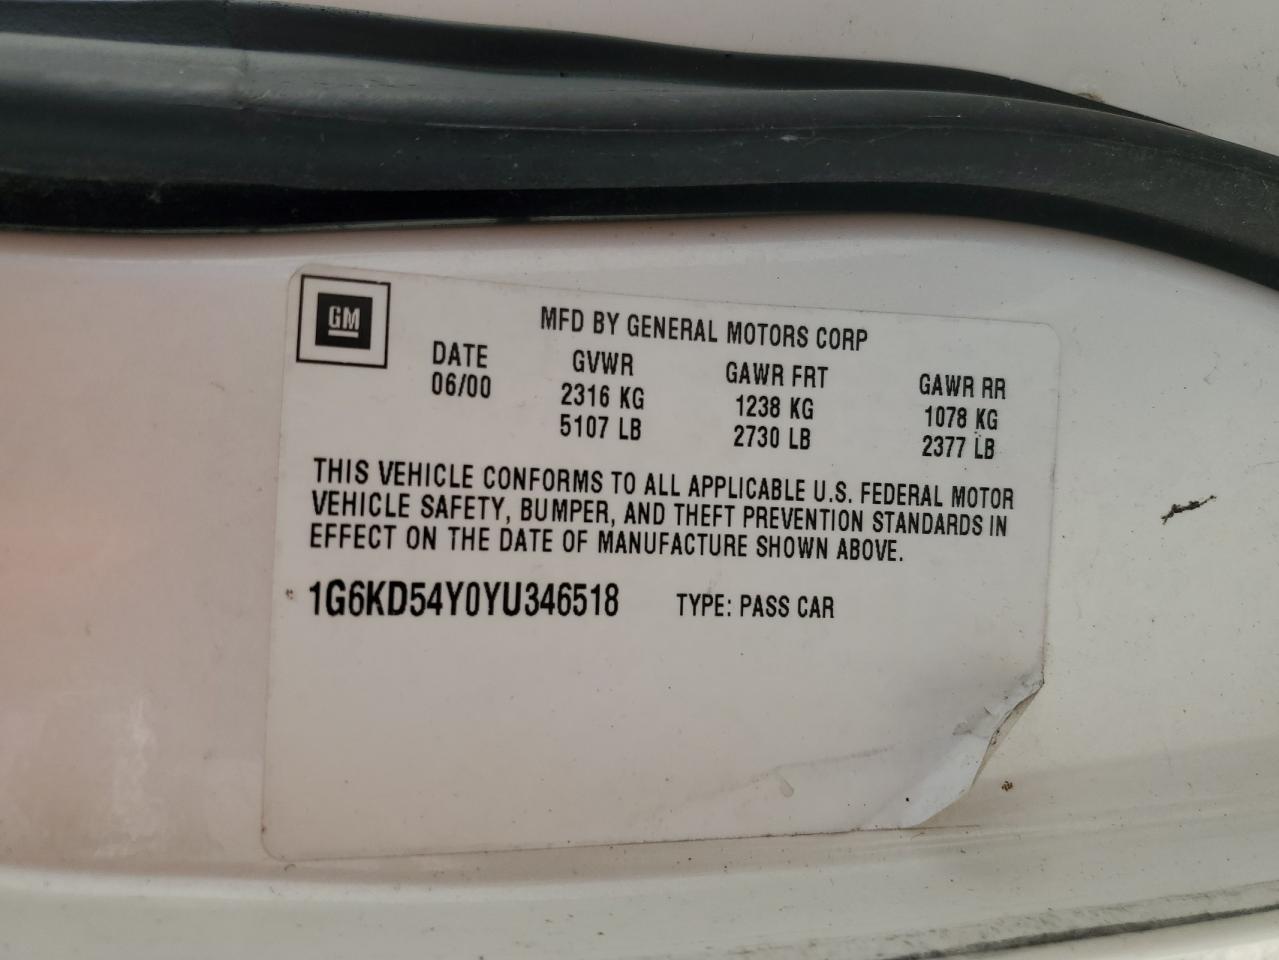 GM
MFD BY GENERAL MOTORS CORP
DATE GVWR GAWR FRT GAWR RR
06/00 2316 KG 1238 KG 1078 KG
5107 LB 2730 LB 2377 LB
THIS VEHICLE CONFORMS TO ALL APPLICABLE U.S. FEDERAL MOTOR
VEHICLE SAFETY, BUMPER, AND THEFT PREVENTION STANDARDS IN
EFFECT ON THE DATE OF MANUFACTURE SHOWN ABOVE.
1G6KD54Y0YU346518 TYPE: PASS CAR